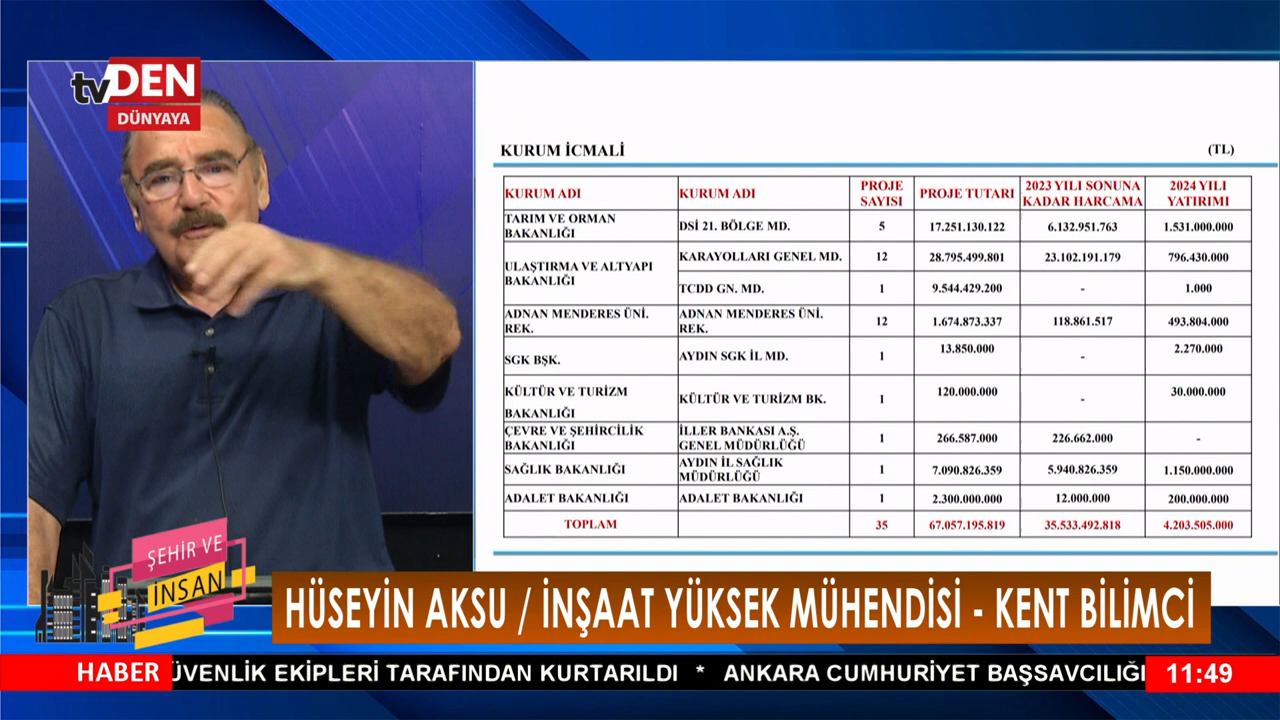 tvDEN
DÜNYAYA
KURUM İCMALİ
(TL)
KURUM ADI KURUM ADI PROJE SAYISI PROJE TUTARI 2023 YILI SONUNA KADAR HARCAMA 2024 YILI YATIRIMI
TARIM VE ORMAN BAKANLIĞI DSİ 21. BÖLGE MD. 5 17.251.130.122 6.132.951.763 1.531.000.000
ULAŞTIRMA VE ALTYAPI BAKANLIĞI KARAYOLLARI GENEL MD. 12 28.795.499.801 23.102.191.179 796.430.000
TCDD GN. MD. 1 9.544.429.200 - 1.000
ADNAN MENDERES ÜNİ. REK. ADNAN MENDERES ÜNİ. REK. 12 1.674.873.337 118.861.517 493.804.000
SGK BŞK. AYDIN SGK İL MD. 1 13.850.000 - 2.270.000
KÜLTÜR VE TURİZM BAKANLIĞI KÜLTÜR VE TURİZM BK. 1 120.000.000 - 30.000.000
ÇEVRE VE ŞEHİRCİLİK BAKANLIĞI İLLER BANKASI A.Ş. GENEL MÜDÜRLÜĞÜ 1 266.587.000 226.662.000 -
SAĞLIK BAKANLIĞI AYDIN İL SAĞLIK MÜDÜRLÜĞÜ 1 7.090.826.359 5.940.826.359 1.150.000.000
ADALET BAKANLIĞI ADALET BAKANLIĞI 1 2.300.000.000 12.000.000 200.000.000
TOPLAM 35 67.057.195.819 35.533.492.818 4.203.505.000
ŞEHİR VE
İNSAN
HÜSEYİN AKSU / İNŞAAT YÜKSEK MÜHENDİSİ - KENT BİLİMCİ
HABER ÜVENLİK EKİPLERİ TARAFINDAN KURTARILDI * ANKARA CUMHURİYET BAŞSAVCILIĞI 11:49